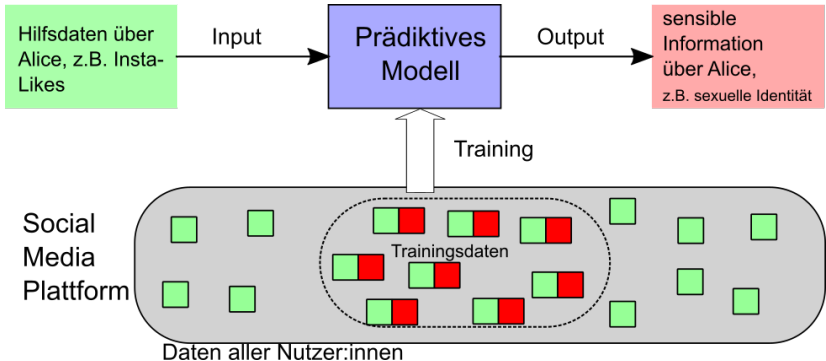 Hilfsdaten über
Alice, z.B. Insta-
Likes
Input
Prädiktives
Modell
Output
sensible
Information
über Alice,
z.B. sexuelle Identität
Training
Social
Media
Plattform
Trainingsdaten
Daten aller Nutzer:innen